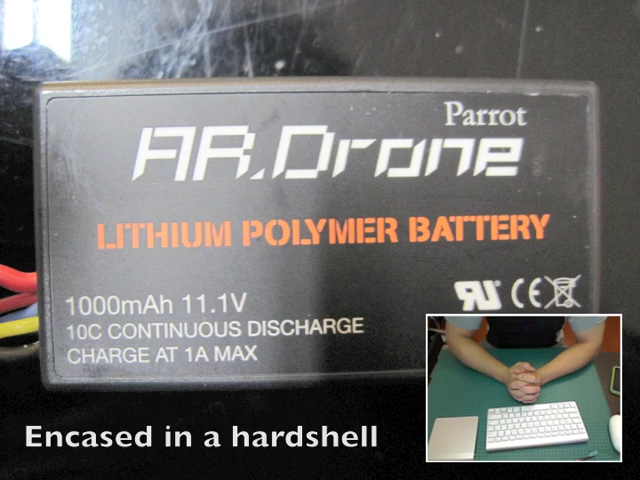 Parrot
AR.Drone
LITHIUM POLYMER BATTERY
1000mAh 11.1V
10C CONTINUOUS DISCHARGE
CHARGE AT 1A MAX
CE
Encased in a hardshell